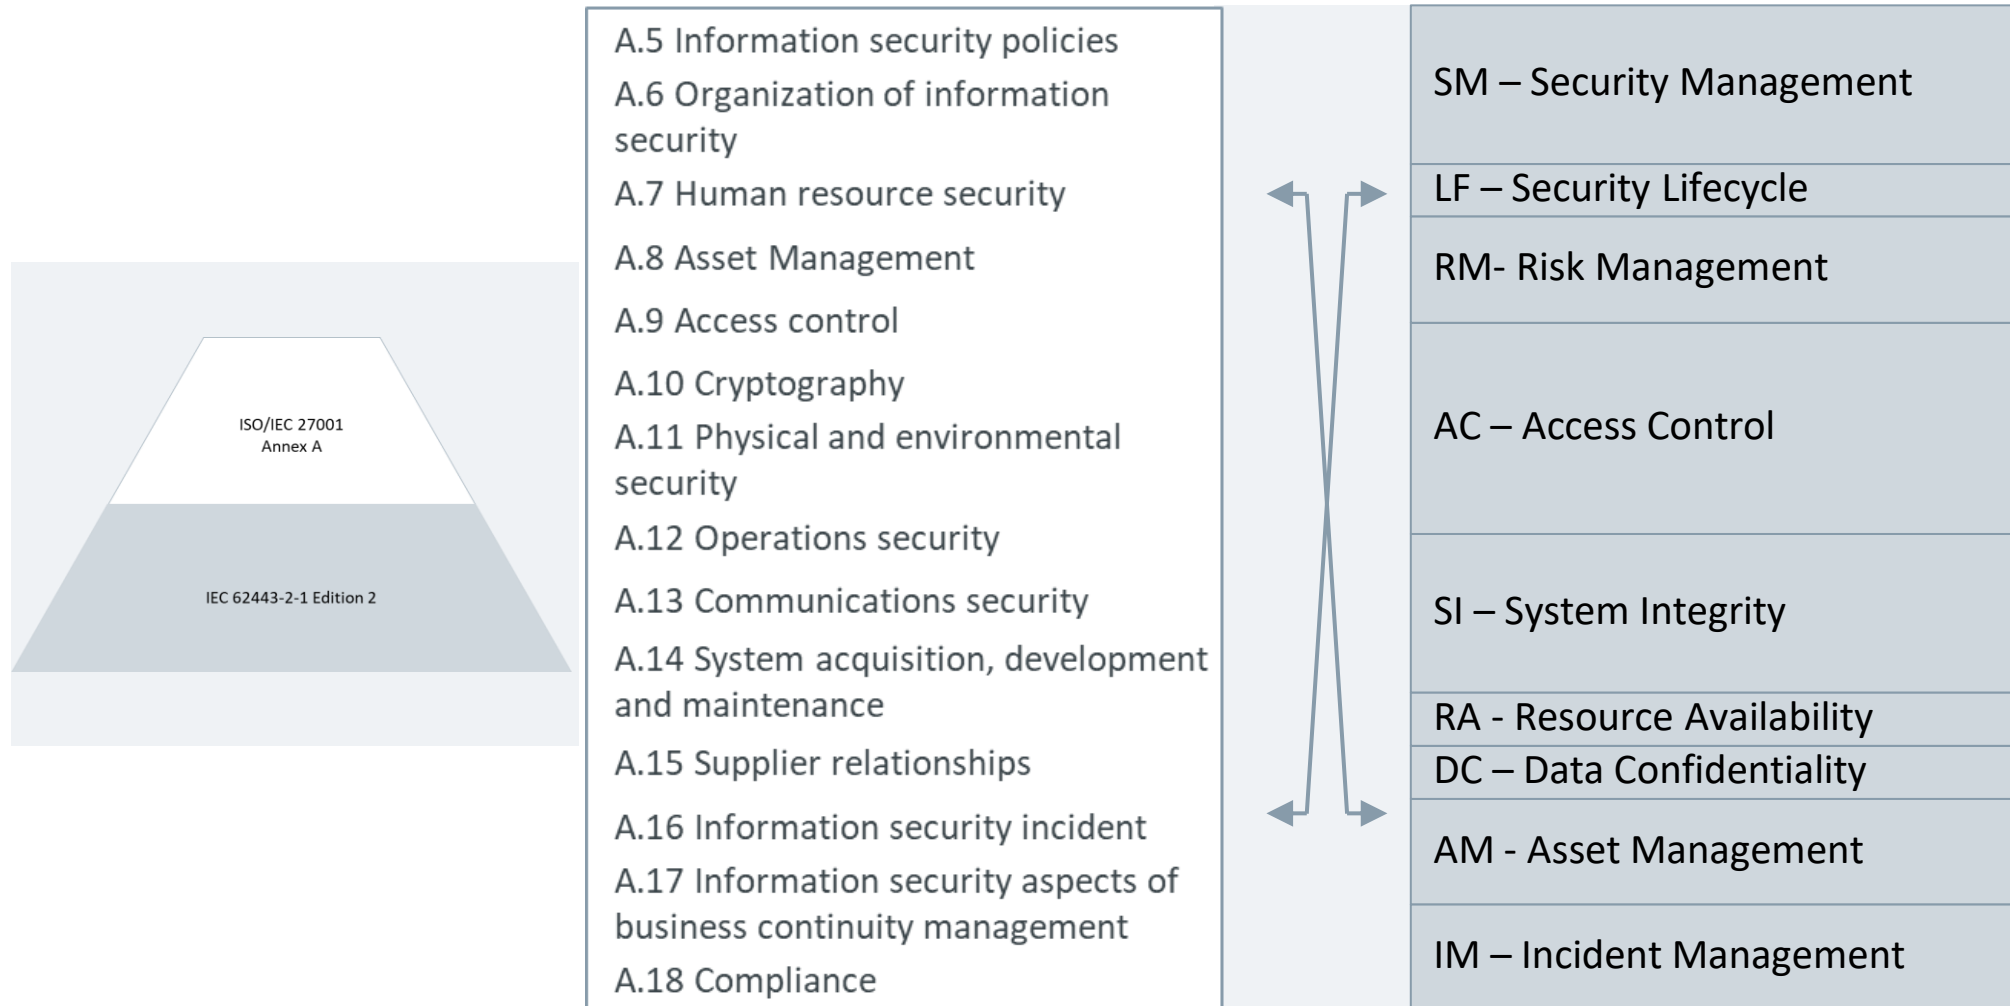 ISO/IEC 27001
Annex A
IEC 62443-2-1 Edition 2
A.5 Information security policies
A.6 Organization of information
security
A.7 Human resource security
A.8 Asset Management
A.9 Access control
A.10 Cryptography
A.11 Physical and environmental
security
A.12 Operations security
A.13 Communications security
A.14 System acquisition, development
and maintenance
A.15 Supplier relationships
A.16 Information security incident
A.17 Information security aspects of
business continuity management
A.18 Compliance
SM – Security Management
LF – Security Lifecycle
RM- Risk Management
AC – Access Control
SI – System Integrity
RA - Resource Availability
DC – Data Confidentiality
AM - Asset Management
IM – Incident Management